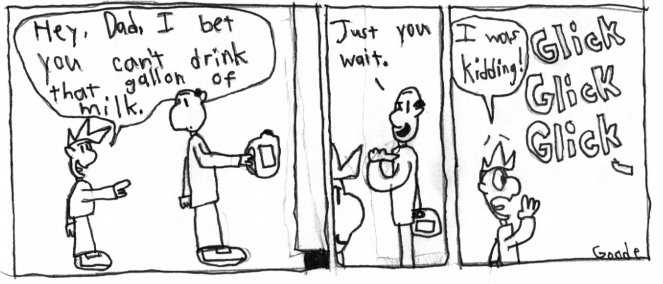 Hey, Dad, I bet
you can't drink
that gallon of
milk.
Just you
wait.
I was
kidding!
Glick
Glick
Glick
Goode